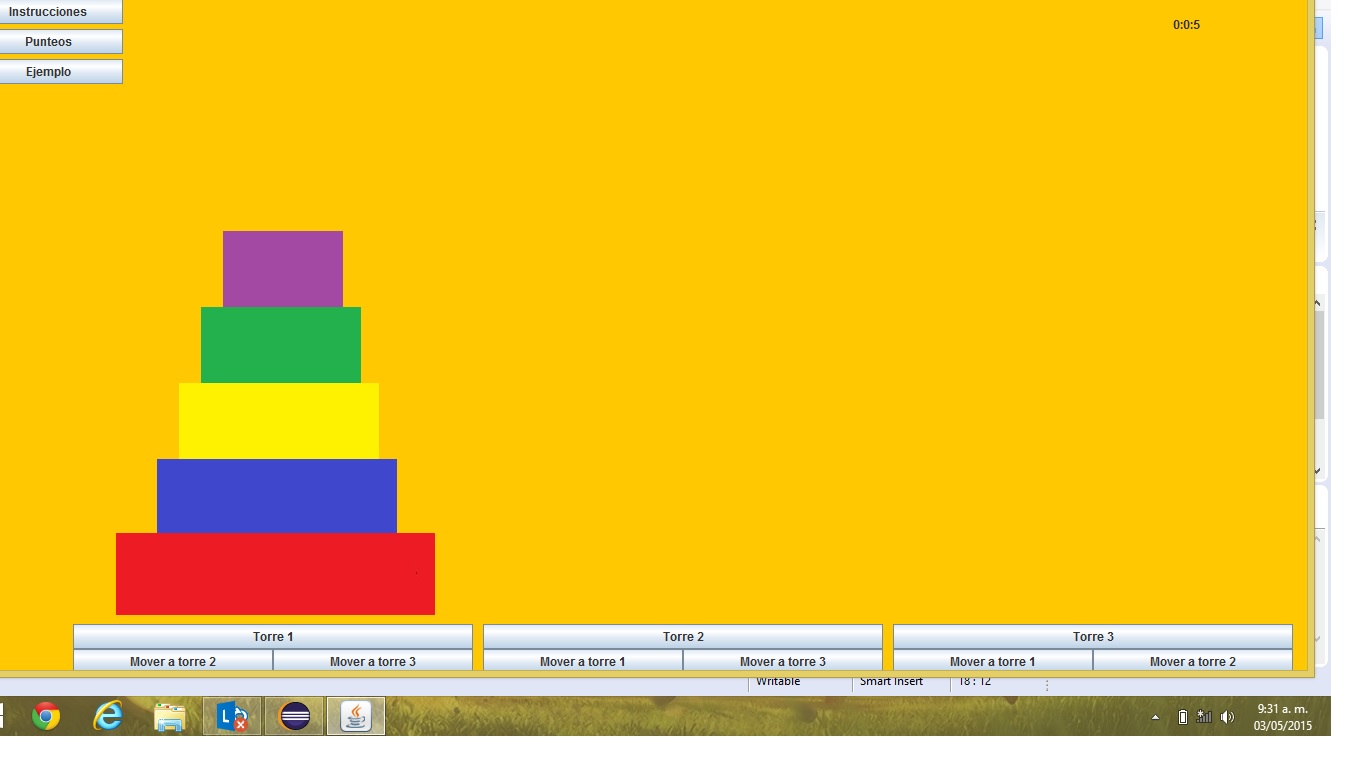 Instrucciones
0:0:5
Punteos
Ejemplo
Torre 1 Torre 2 Torre 3
Mover a torre 2 Mover a torre 3 Mover a torre 1 Mover a torre 3 Mover a torre 1 Mover a torre 2
Writable Smart Insert 18 : 12
9:31 a. m.
03/05/2015